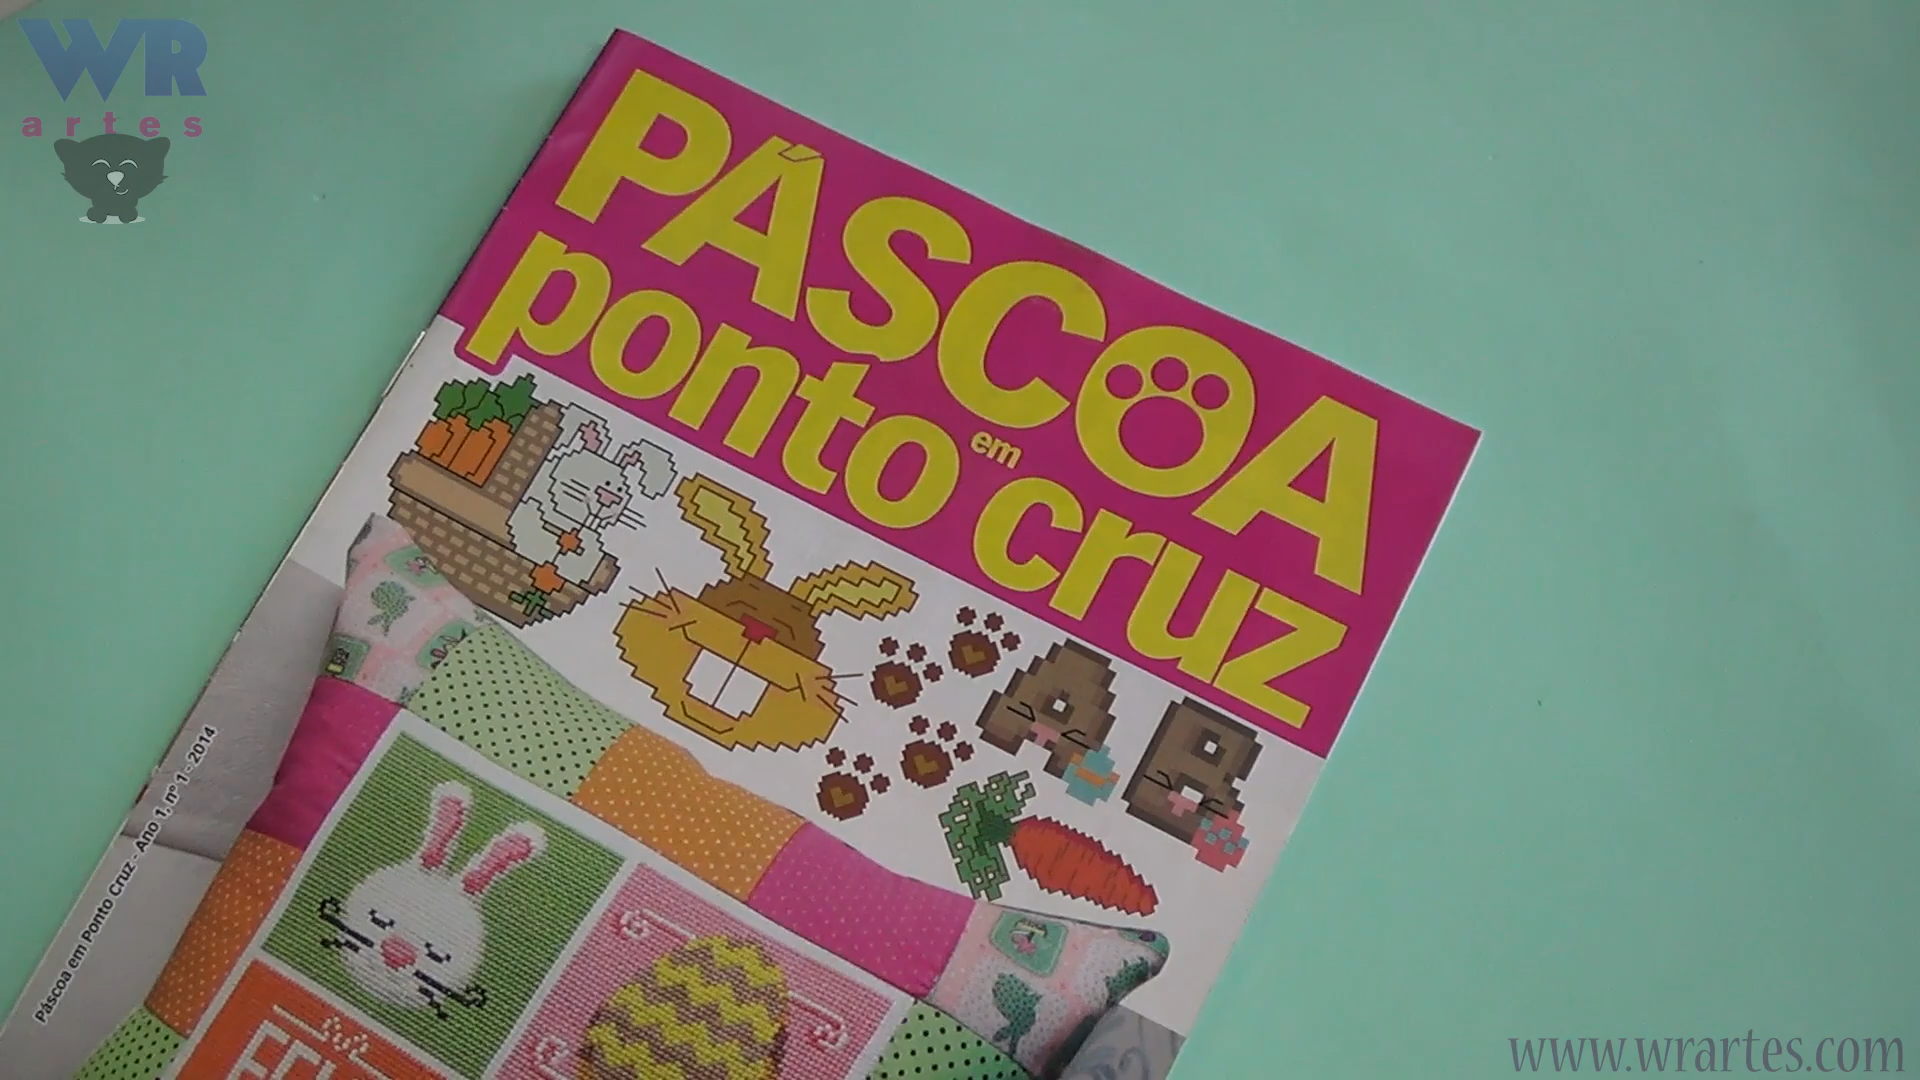 WR
artes
PÁSCOA
em
ponto cruz
A B
Páscoa em Ponto Cruz - Ano 1, nº 1 - 2014
www.wrartes.com